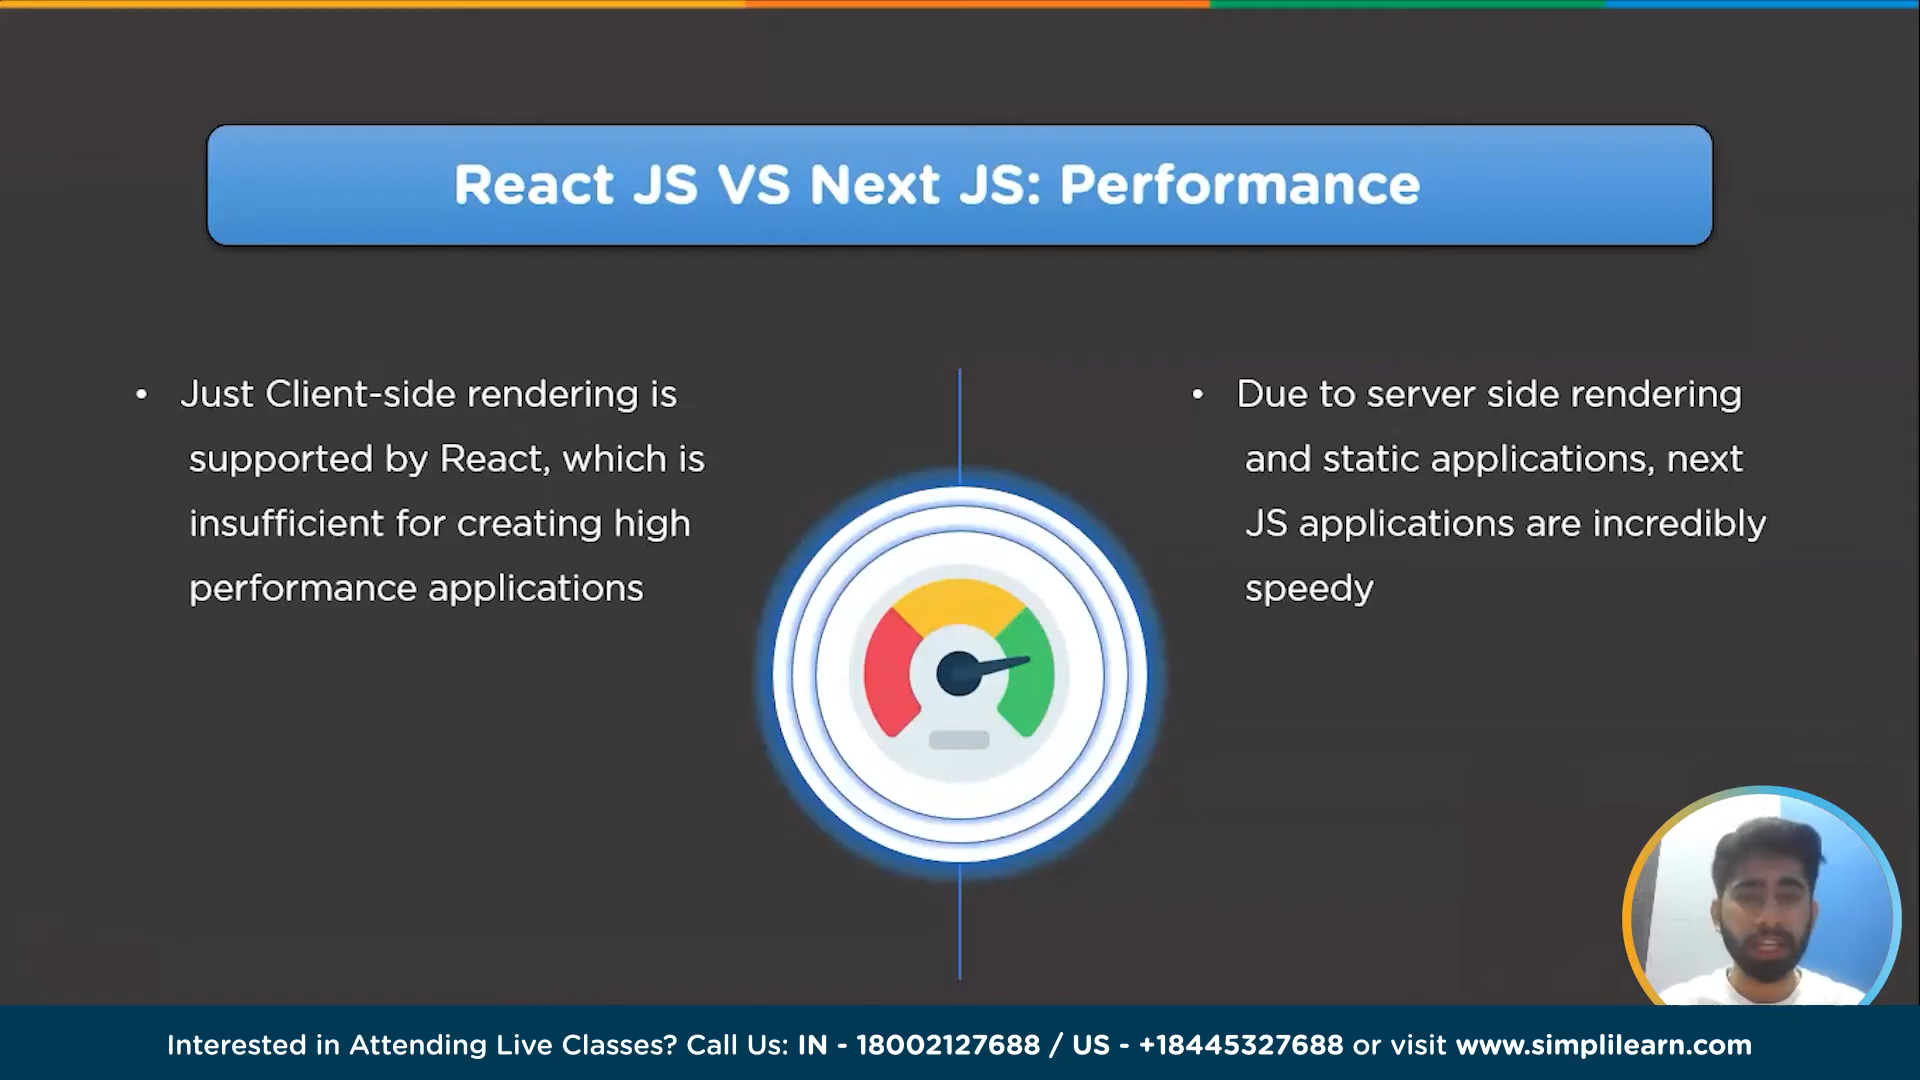 React JS VS Next JS: Performance
• Just Client-side rendering is
supported by React, which is
insufficient for creating high
performance applications
• Due to server side rendering
and static applications, next
JS applications are incredibly
speedy
Interested in Attending Live Classes? Call Us: IN - 18002127688 / US - +18445327688 or visit www.simplilearn.com